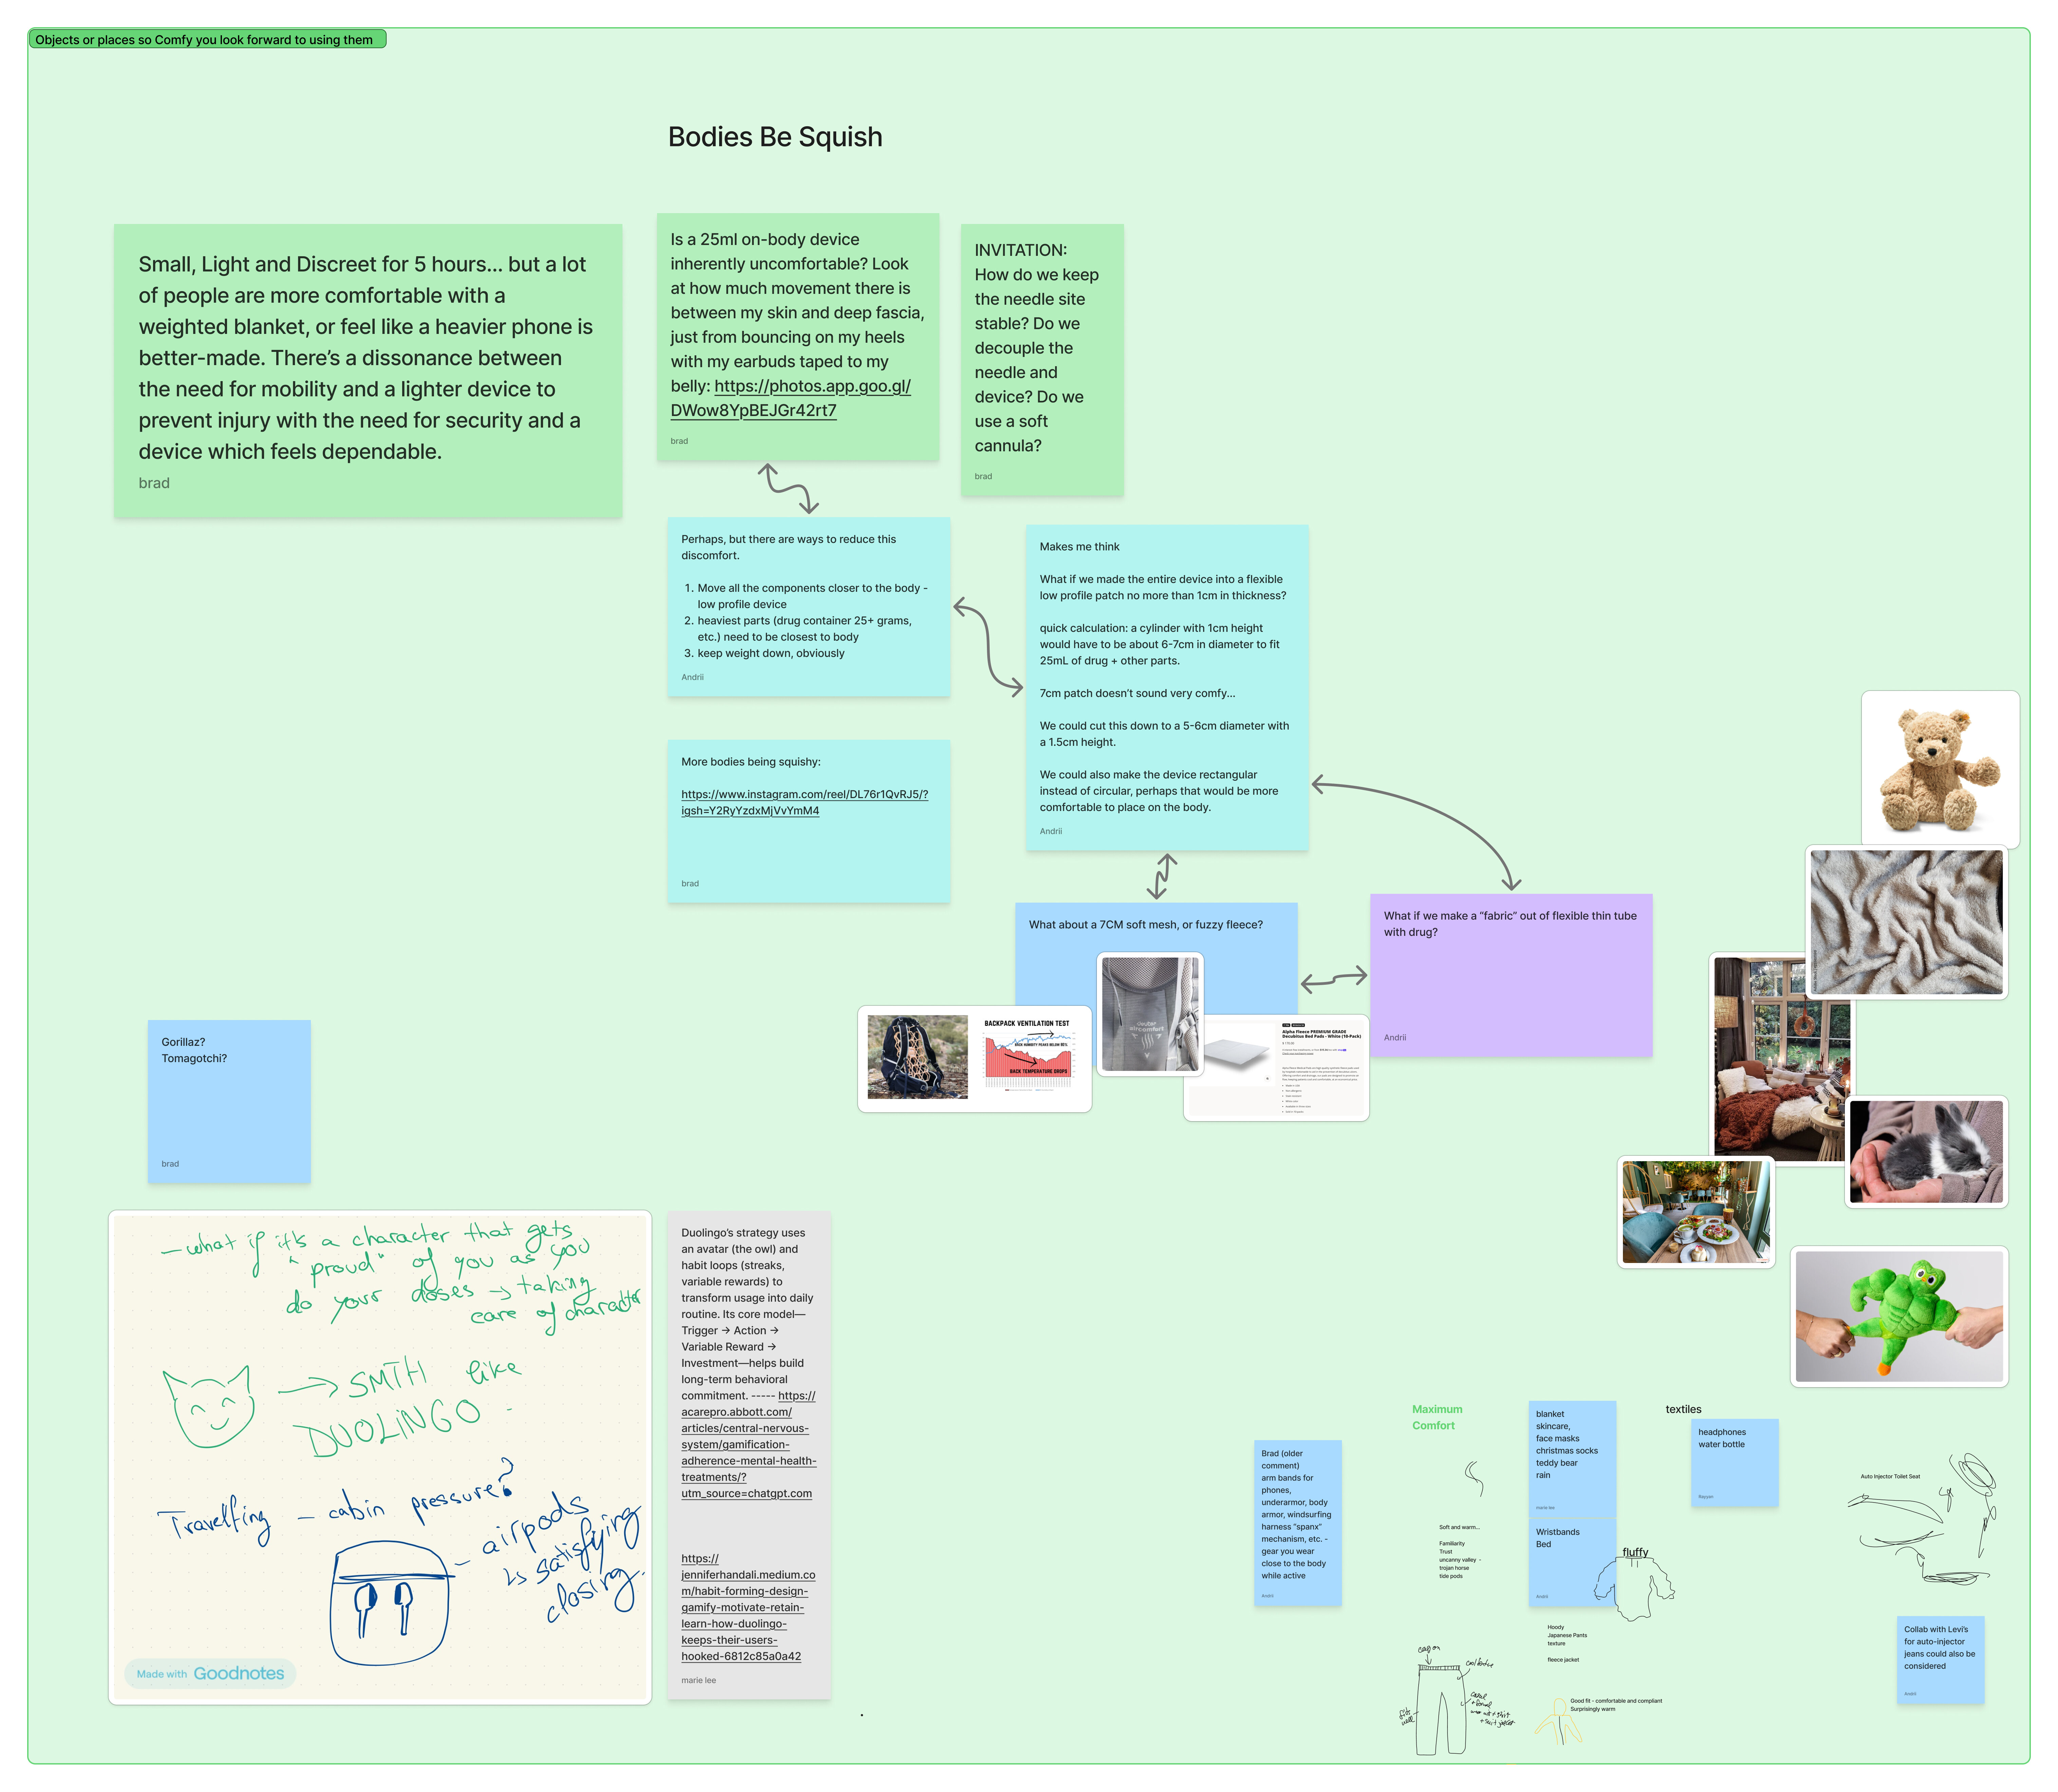 Objects or places so Comfy you look forward to using them
Bodies Be Squish
Small, Light and Discreet for 5 hours... but a lot
of people are more comfortable with a
weighted blanket, or feel like a heavier phone is
better-made. There's a dissonance between
the need for mobility and a lighter device to
prevent injury with the need for security and a
device which feels dependable.
brad
Is a 25ml on-body device
inherently uncomfortable? Look
at how much movement there is
between my skin and deep fascia,
just from bouncing on my heels
with my earbuds taped to my
belly: https://photos.app.goo.gl/
DWow8YpBEJGr42rt7
brad
INVITATION:
How do we keep
the needle site
stable? Do we
decouple the
needle and
device? Do we
use a soft
cannula?
brad
Perhaps, but there are ways to reduce this
discomfort.
1. Move all the components closer to the body -
low profile device
2. heaviest parts (drug container 25+ grams,
etc.) need to be closest to body
3. keep weight down, obviously
Andrii
Makes me think
What if we made the entire device into a flexible
low profile patch no more than 1cm in thickness?
quick calculation: a cylinder with 1cm height
would have to be about 6-7cm in diameter to fit
25mL of drug + other parts.
7cm patch doesn't sound very comfy...
We could cut this down to a 5-6cm diameter with
a 1.5cm height.
We could also make the device rectangular
instead of circular, perhaps that would be more
comfortable to place on the body.
Andrii
More bodies being squishy:
https://www.instagram.com/reel/DL76r1QvRJ5/?
igsh=Y2RyYzdxMjVvYmM4
brad
What about a 7CM soft mesh, or fuzzy fleece?
What if we make a "fabric" out of flexible thin tube
with drug?
Andrii
BACKPACK VENTILATION TEST
BACK HUMIDITY PEAKS BELOW 80%
BACK TEMPERATURE DROPS
deuter
aircomfort
Alpha Fleece PREMIUM GRADE
Decubitus Bed Pads - White (10-Pack)
Gorillaz?
Tomagotchi?
brad
- what if it's a character that gets
"proud" of you as you
do your doses → taking
care of character
→ SMTH like
DUOLINGO
Travelling - cabin pressure?
- airpods
↳ satisfying
closing.
Made with Goodnotes
Duolingo's strategy uses
an avatar (the owl) and
habit loops (streaks,
variable rewards) to
transform usage into daily
routine. Its core model—
Trigger → Action →
Variable Reward →
Investment—helps build
long-term behavioral
commitment. ----- https://
acarepro.abbott.com/
articles/central-nervous-
system/gamification-
adherence-mental-health-
treatments/?
utm_source=chatgpt.com
https://
jenniferhandali.medium.co
m/habit-forming-design-
gamify-motivate-retain-
learn-how-duolingo-
keeps-their-users-
hooked-6812c85a0a42
marie lee
Maximum
Comfort
Brad (older
comment)
arm bands for
phones,
underarmor, body
armor, windsurfing
harness "spanx"
mechanism, etc. -
gear you wear
close to the body
while active
Andrii
Soft and warm...
Familiarity
Trust
uncanny valley -
trojan horse
tide pods
blanket
skincare,
face masks
christmas socks
teddy bear
rain
marie lee
Wristbands
Bed
Andrii
textiles
headphones
water bottle
Rayyan
fluffy
Auto Injector Toilet Seat
Hoody
Japanese Pants
texture
fleece jacket
Good fit - comfortable and compliant
Surprisingly warm
fits
well
casual
+ formal
Collab with Levi's
for auto-injector
jeans could also be
considered
Andrii